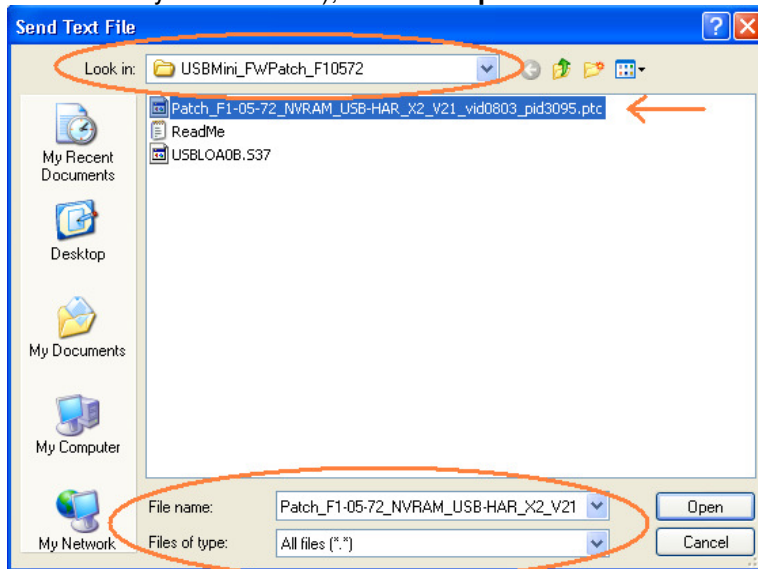 Send Text File
Look in: USBMini_FWPatch_F10572
Patch_F1-05-72_NVRAM_USB-HAR_X2_V21_vid0803_pid3095.ptc
ReadMe
USBLOA0B.S37
My Recent
Documents
Desktop
My Documents
My Computer
My Network
File name: Patch_F1-05-72_NVRAM_USB-HAR_X2_V21 Open
Files of type: All files (*.*) Cancel